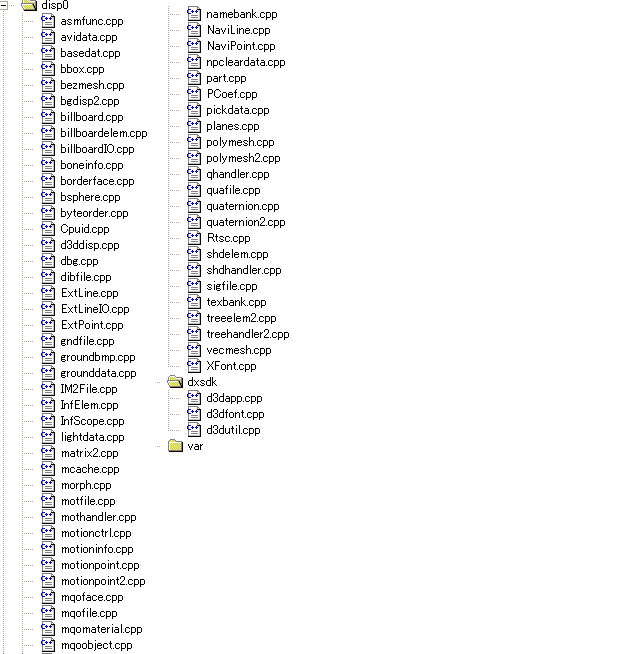 disp0
asmfunc.cpp
avidata.cpp
basedat.cpp
bbox.cpp
bezmesh.cpp
bgdisp2.cpp
billboard.cpp
billboardelem.cpp
billboardIO.cpp
boneinfo.cpp
borderface.cpp
bsphere.cpp
byteorder.cpp
Cpuid.cpp
d3ddisp.cpp
dbg.cpp
dibfile.cpp
ExtLine.cpp
ExtLineIO.cpp
ExtPoint.cpp
gndfile.cpp
groundbmp.cpp
grounddata.cpp
IM2File.cpp
InfElem.cpp
InfScope.cpp
lightdata.cpp
matrix2.cpp
mcache.cpp
morph.cpp
motfile.cpp
mothandler.cpp
motionctrl.cpp
motioninfo.cpp
motionpoint.cpp
motionpoint2.cpp
mqoface.cpp
mqofile.cpp
mqomaterial.cpp
mqoobject.cpp
namebank.cpp
NaviLine.cpp
NaviPoint.cpp
npcleardata.cpp
part.cpp
PCoef.cpp
pickdata.cpp
planes.cpp
polymesh.cpp
polymesh2.cpp
qhandler.cpp
quafile.cpp
quaternion.cpp
quaternion2.cpp
Rtsc.cpp
shdelem.cpp
shdhandler.cpp
sigfile.cpp
texbank.cpp
treeelem2.cpp
treehandler2.cpp
vecmesh.cpp
XFont.cpp
dxsdk
d3dapp.cpp
d3dfont.cpp
d3dutil.cpp
var